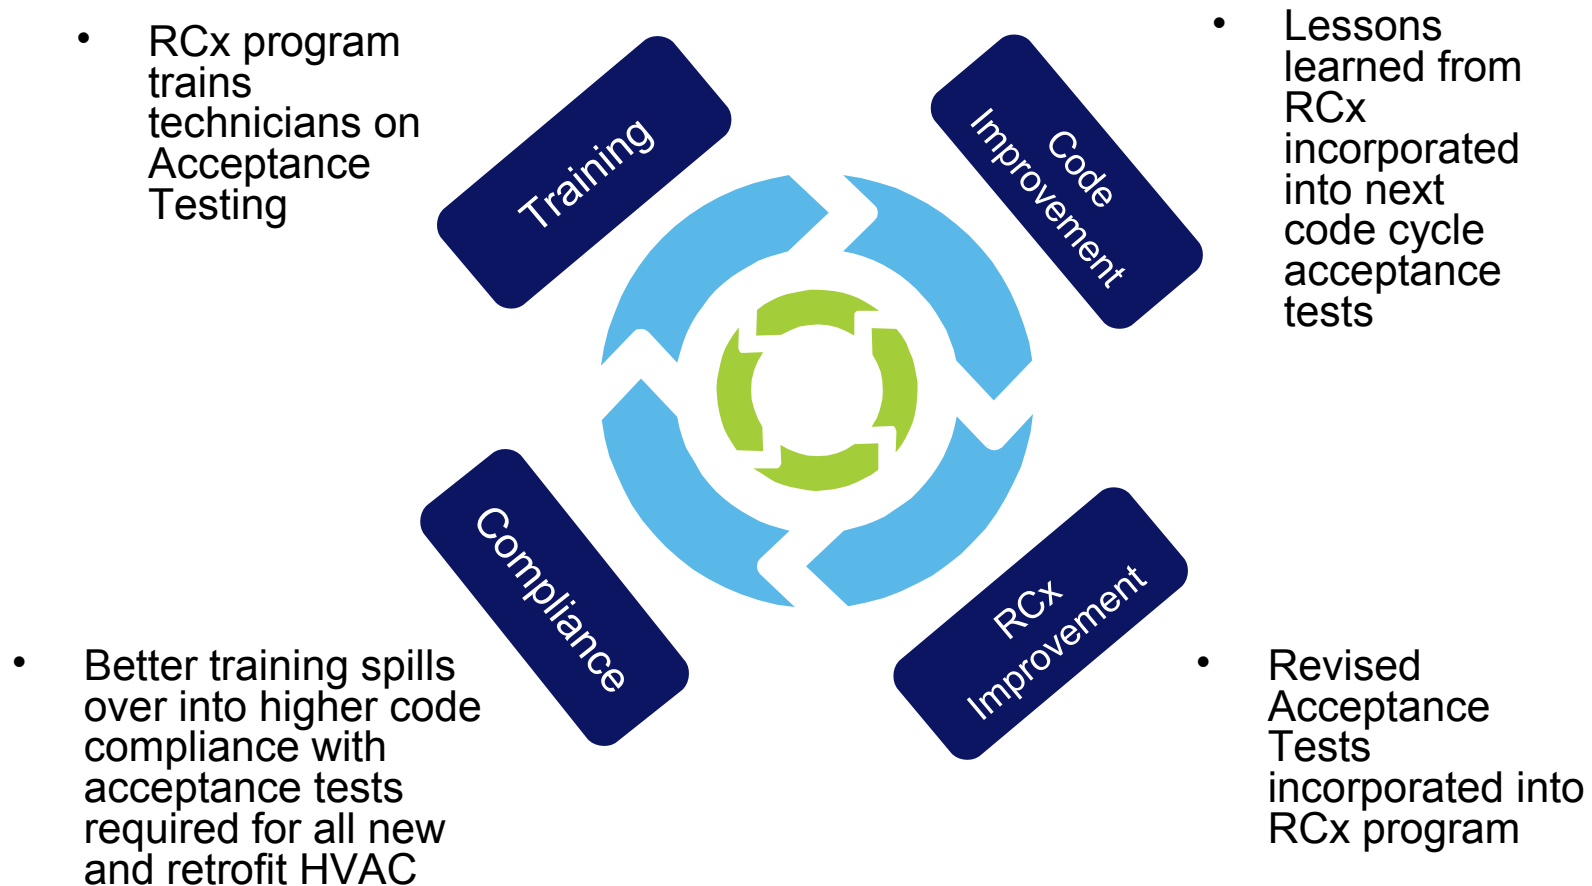 • RCx program
trains
technicians on
Acceptance
Testing
Training
Code
Improvement
• Lessons
learned from
RCx
incorporated
into next
code cycle
acceptance
tests
Compliance
• Better training spills
over into higher code
compliance with
acceptance tests
required for all new
and retrofit HVAC
RCx
Improvement
• Revised
Acceptance
Tests
incorporated into
RCx program